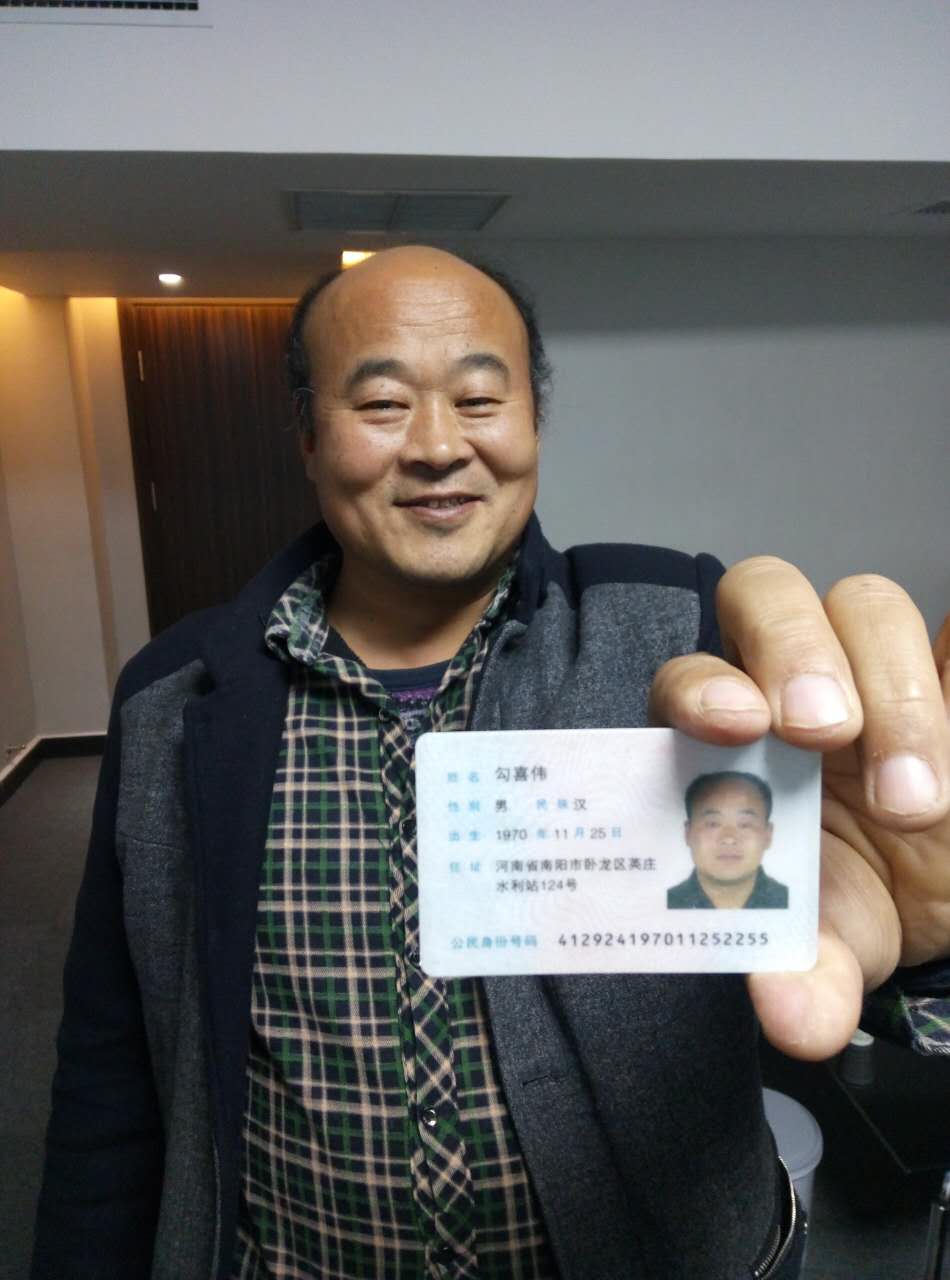 姓名 勾喜伟
性别 男 民族 汉
出生 1970 年 11 月 25 日
住址 河南省南阳市卧龙区英庄
水利站124号
公民身份号码 412924197011252255